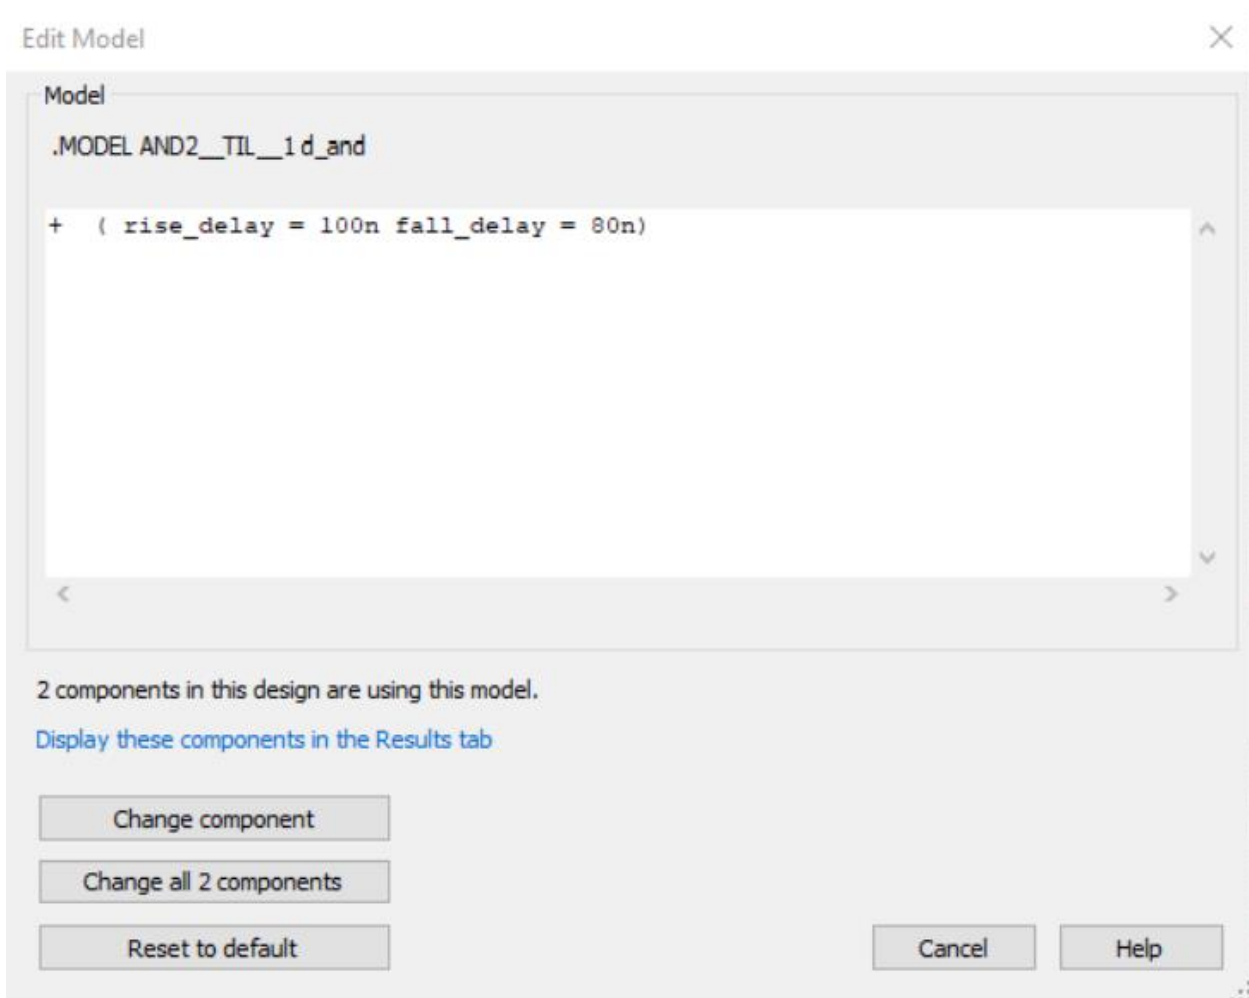 Edit Model
Model
.MODEL AND2__TIL__1 d_and
+  ( rise_delay = 100n fall_delay = 80n)
2 components in this design are using this model.
Display these components in the Results tab
Change component
Change all 2 components
Reset to default
Cancel
Help